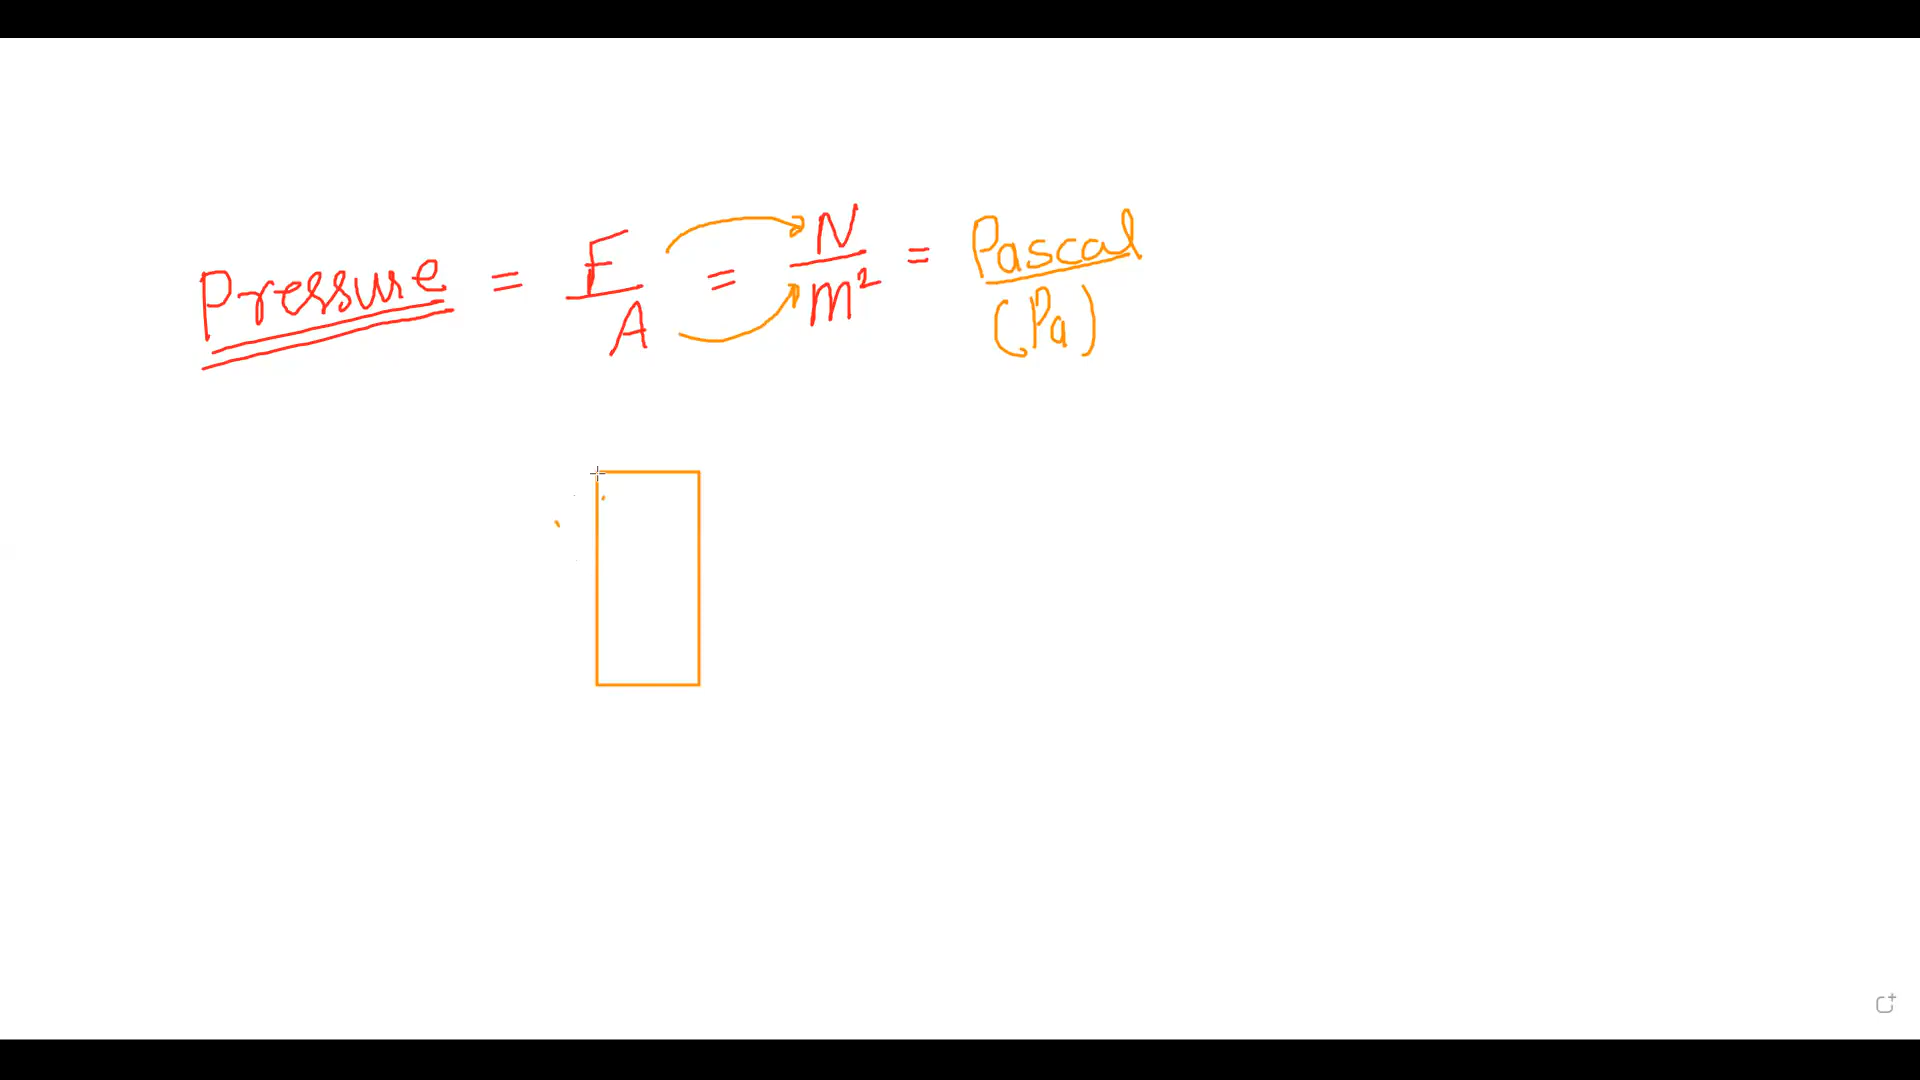 Pressure = F/A = N/m² = Pascal
(Pa)